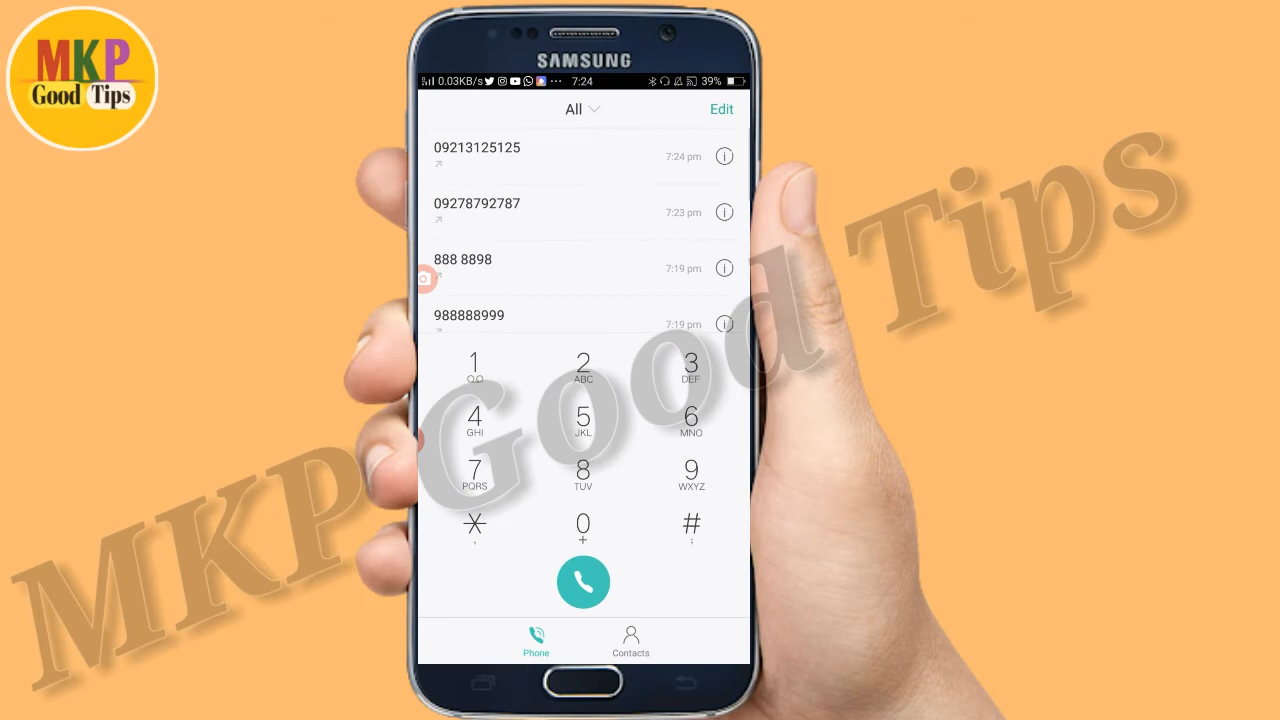 MKP
Good Tips
SAMSUNG
0.03KB/s ... 7:24 39%
All
Edit
09213125125
7:24 pm
09278792787
7:23 pm
888 8898
7:19 pm
988888999
7:19 pm
1 2 3
ABC DEF
4 5 6
GHI JKL MNO
7 8 9
PQRS TUV WXYZ
* 0 #
, + ;
Phone Contacts
MKP Good Tips